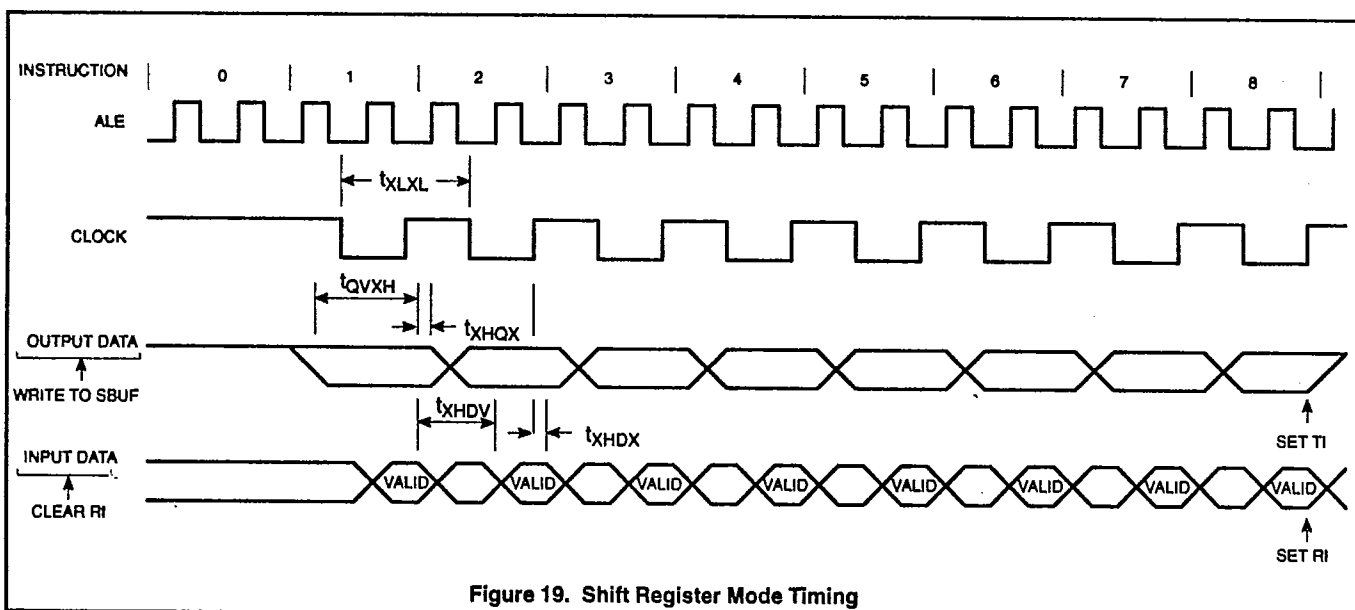 INSTRUCTION 0 1 2 3 4 5 6 7 8
ALE
tXLXL
CLOCK
tQVXH
tXHQX
OUTPUT DATA
WRITE TO SBUF
tXHDV
tXHDX
SET TI
INPUT DATA
VALID VALID VALID VALID VALID VALID VALID VALID
CLEAR RI
SET RI
Figure 19. Shift Register Mode Timing